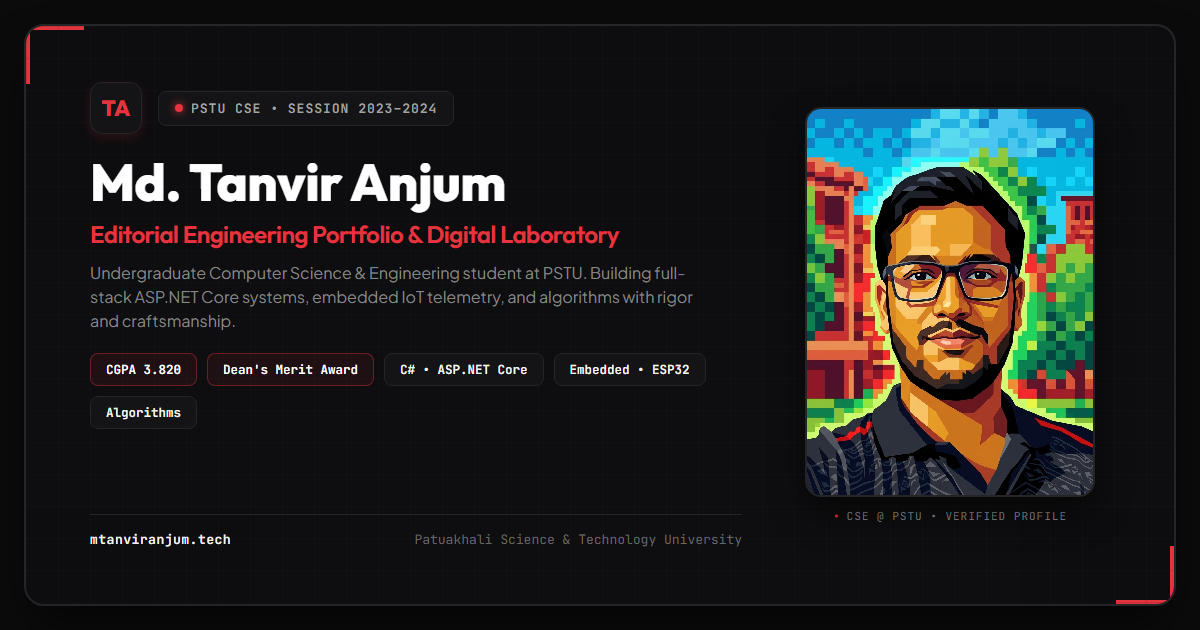 TA
PSTU CSE • SESSION 2023–2024
Md. Tanvir Anjum
Editorial Engineering Portfolio & Digital Laboratory
Undergraduate Computer Science & Engineering student at PSTU. Building full-
stack ASP.NET Core systems, embedded IoT telemetry, and algorithms with rigor
and craftsmanship.
CGPA 3.820
Dean's Merit Award
C# • ASP.NET Core
Embedded • ESP32
Algorithms
mtanviranjum.tech
Patuakhali Science & Technology University
• CSE @ PSTU • VERIFIED PROFILE